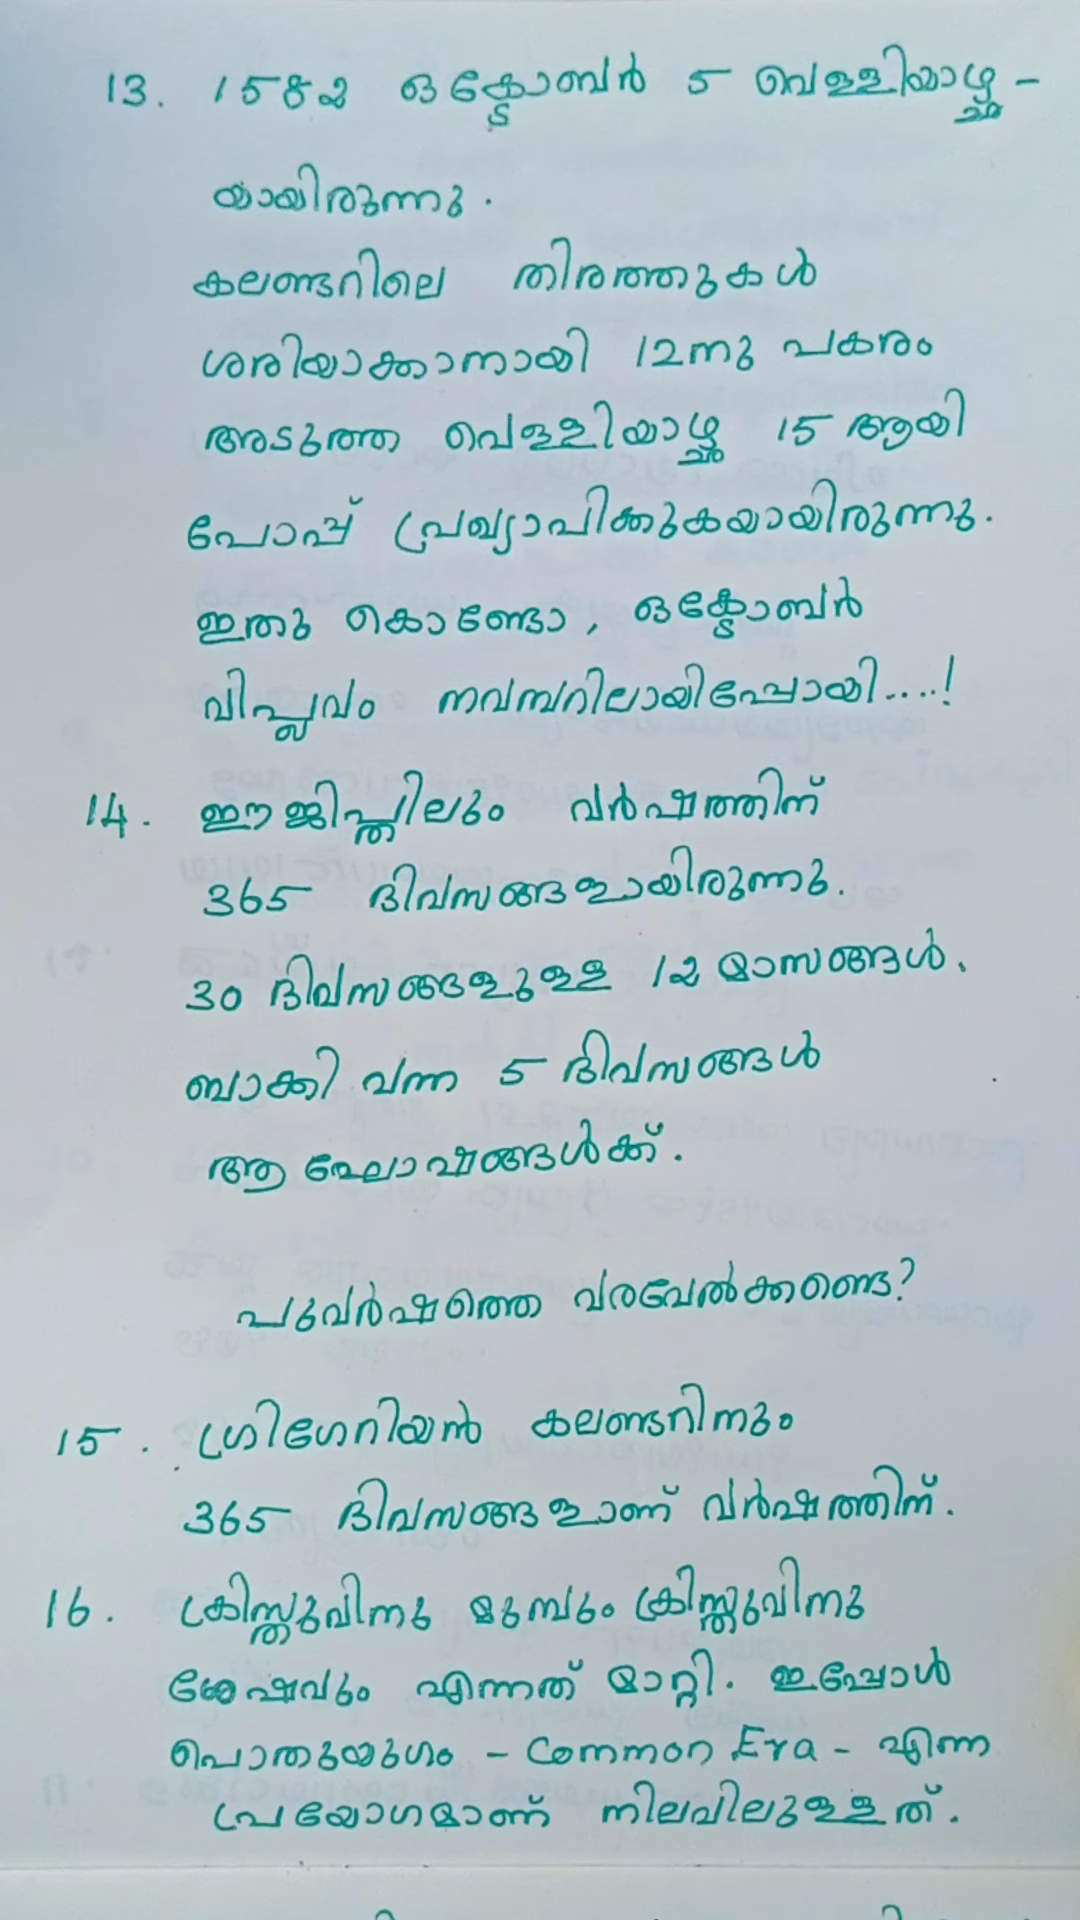 13. 1582 ഒക്ടോബർ 5 വെള്ളിയാഴ്ച -
യായിരുന്നു.
കലണ്ടറിലെ തിരത്തുകൾ
ശരിയാക്കാനായി 12നു പകരം
അടുത്ത വെള്ളിയാഴ്ച 15 ആയി
പോപ്പ് പ്രഖ്യാപിക്കുകയായിരുന്നു.
ഇതു കൊണ്ടോ, ഒക്ടോബർ
വിപ്ലവം നവമ്പറിലായിപ്പോയി....!
14. ഈജിപ്തിലും വർഷത്തിന്
365 ദിവസങ്ങളായിരുന്നു.
30 ദിവസങ്ങളുള്ള 12 മാസങ്ങൾ.
ബാക്കി വന്ന 5 ദിവസങ്ങൾ
ആഘോഷങ്ങൾക്ക്.
പുവർഷത്തെ വരവേൽക്കണ്ടെ?
15. ഗ്രിഗേറിയൻ കലണ്ടറിനും
365 ദിവസങ്ങളാണ് വർഷത്തിന്.
16. ക്രിസ്തുവിനു മുമ്പും ക്രിസ്തുവിനു
ശേഷവും എന്നത് മാറ്റി. ഇപ്പോൾ
പൊതുയുഗം - Common Era - എന്ന
പ്രയോഗമാണ് നിലവിലുള്ളത്.